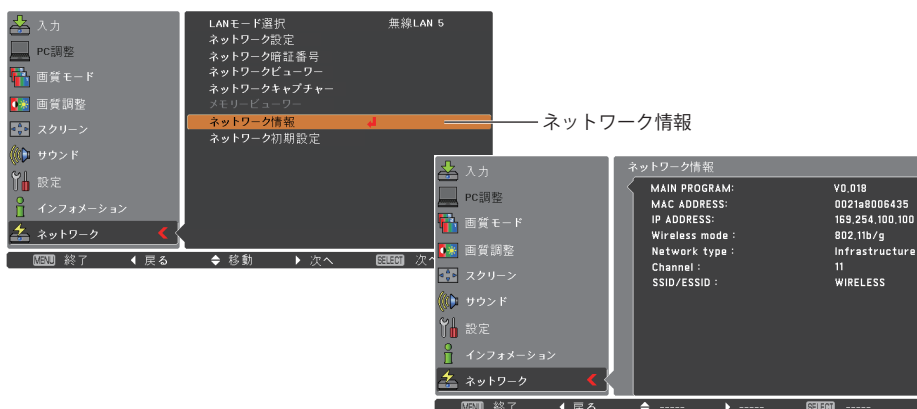 入力
PC調整
画質モード
画質調整
スクリーン
サウンド
設定
インフォメーション
ネットワーク
LANモード選択 無線LAN 5
ネットワーク設定
ネットワーク暗証番号
ネットワークビューワー
ネットワークキャプチャー
メモリービューワー
ネットワーク情報
ネットワーク初期設定
MENU 終了 戻る 移動 次へ SELECT 次へ
ネットワーク情報
入力
PC調整
画質モード
画質調整
スクリーン
サウンド
設定
インフォメーション
ネットワーク
ネットワーク情報
MAIN PROGRAM: V0,018
MAC ADDRESS: 0021a8006435
IP ADDRESS: 169,254,100,100
Wireless mode : 802,11b/g
Network type : Infrastructure
Channel : 11
SSID/ESSID : WIRELESS
MENU 終了 戻る ----- ----- SELECT -----